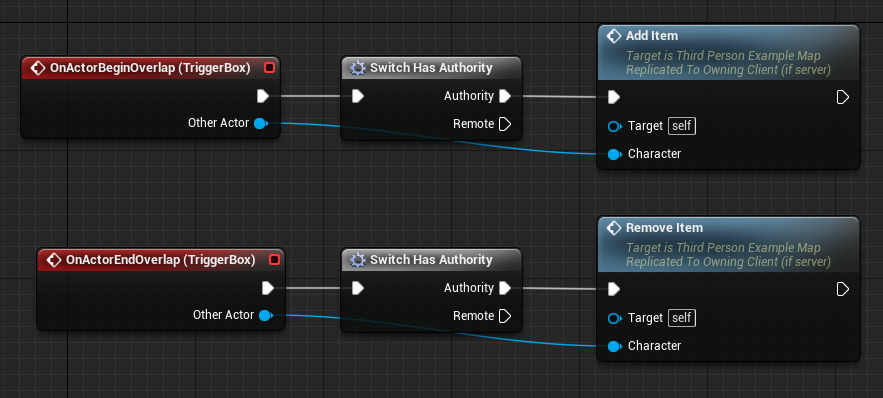 OnActorBeginOverlap (TriggerBox)
Other Actor
Switch Has Authority
Authority
Remote
Add Item
Target is Third Person Example Map
Replicated To Owning Client (if server)
Target self
Character
OnActorEndOverlap (TriggerBox)
Other Actor
Switch Has Authority
Authority
Remote
Remove Item
Target is Third Person Example Map
Replicated To Owning Client (if server)
Target self
Character